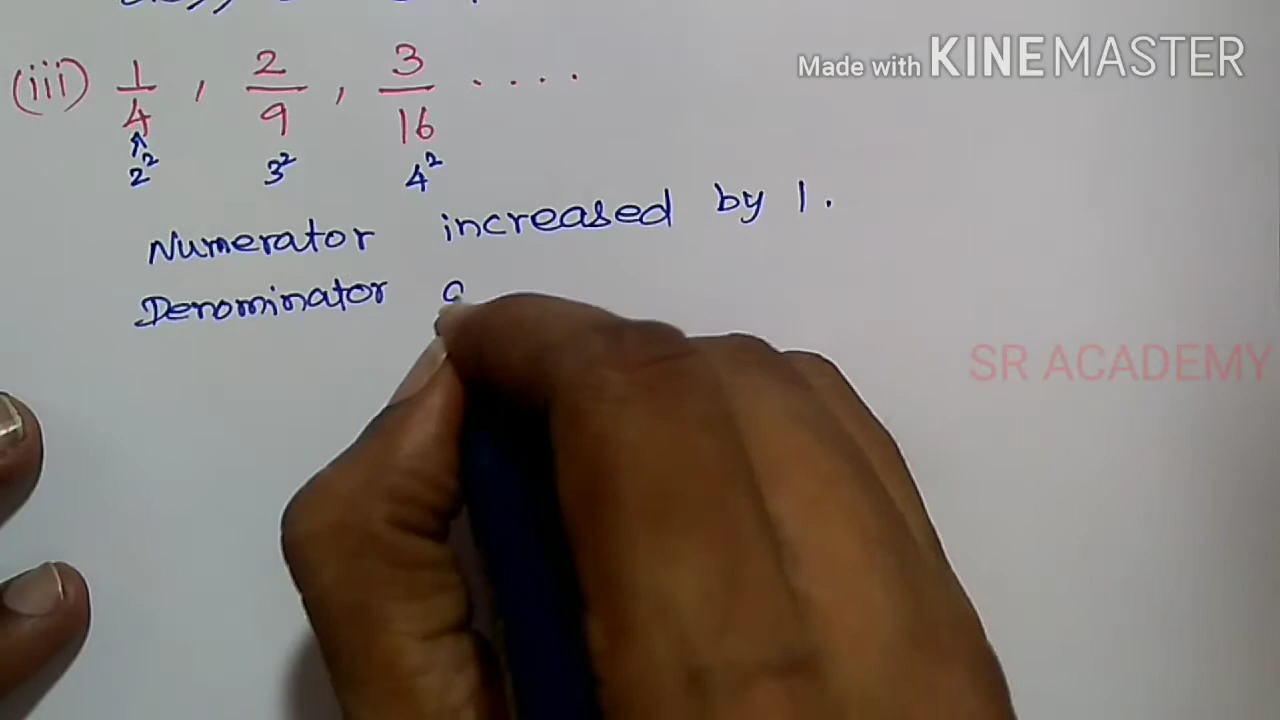 Made with KINEMASTER
(iii) 1/4 , 2/9 , 3/16 ....
2² 3² 4²
Numerator increased by 1.
Denominator
SR ACADEMY